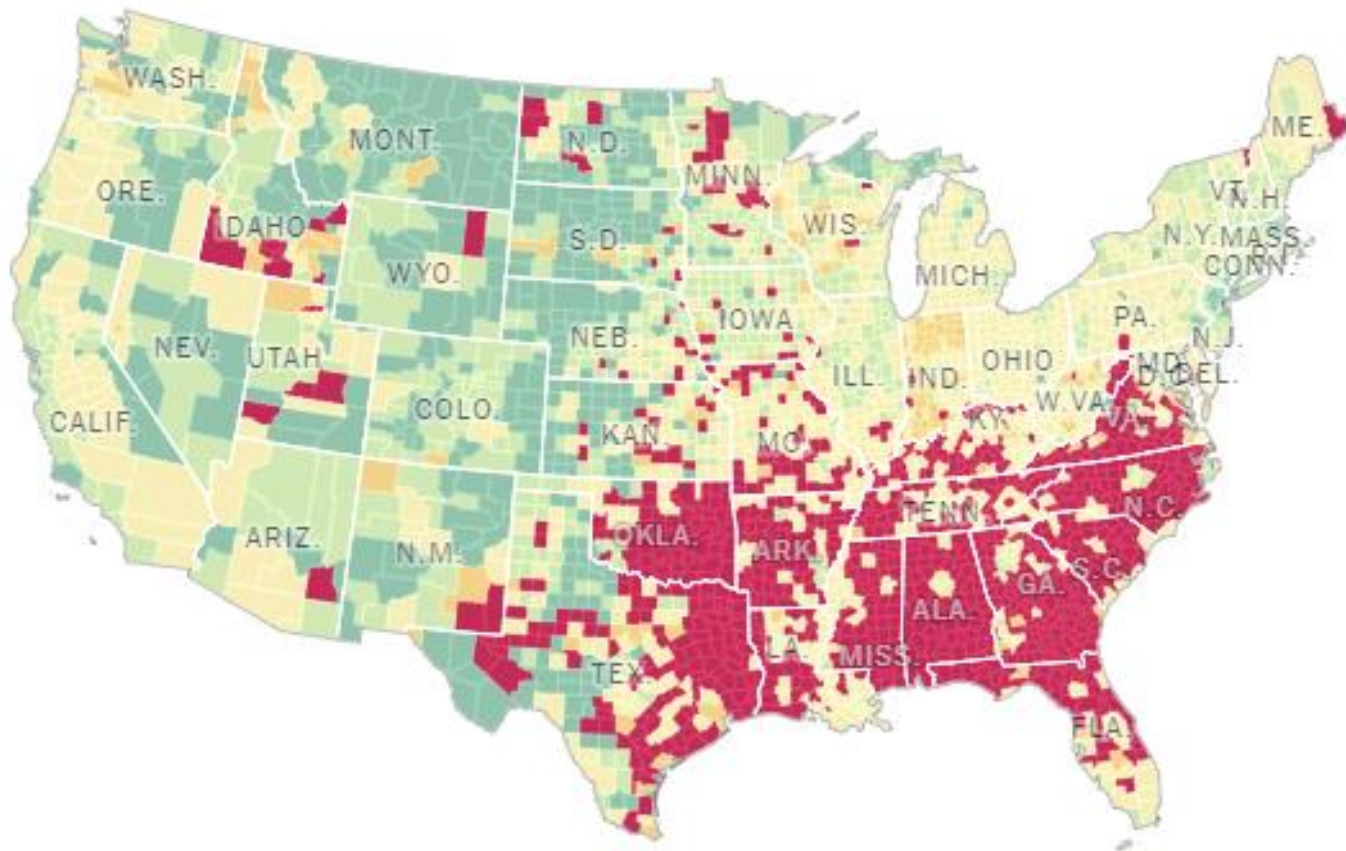 WASH.
MONT.
N.D.
MINN.
ME.
ORE.
IDAHO
WYO.
S.D.
WIS.
MICH.
VT.
N.H.
N.Y.
MASS.
R.I.
CONN.
NEV.
UTAH
COLO.
NEB.
IOWA
ILL.
IND.
OHIO
PA.
N.J.
MD.
DEL.
D.C.
W.VA.
VA.
CALIF.
KAN.
MO.
KY.
ARIZ.
N.M.
OKLA.
ARK.
TENN.
N.C.
S.C.
GA.
ALA.
MISS.
LA.
TEX.
FLA.